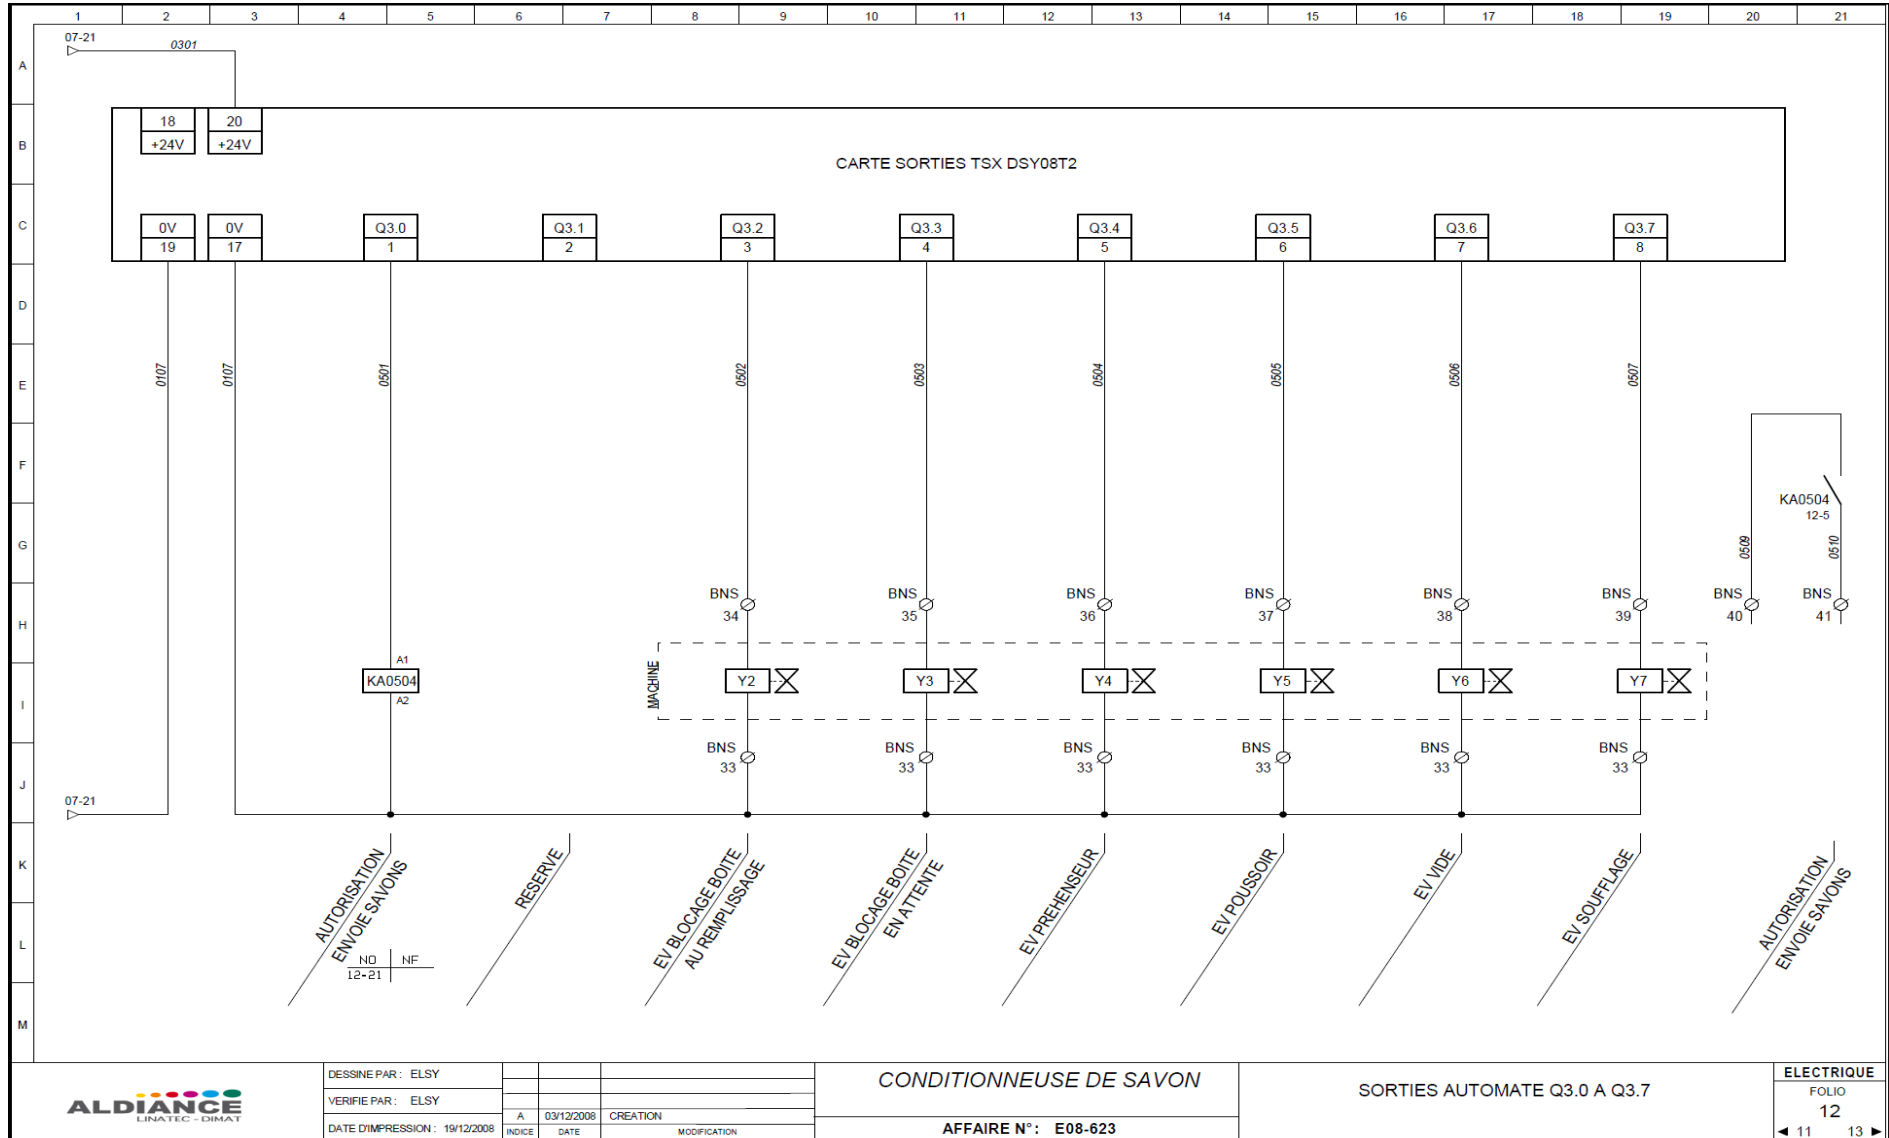 1 2 3 4 5 6 7 8 9 10 11 12 13 14 15 16 17 18 19 20 21
07-21
0301
A
18 20
+24V +24V
B
CARTE SORTIES TSX DSY08T2
C
0V 0V Q3.0 Q3.1 Q3.2 Q3.3 Q3.4 Q3.5 Q3.6 Q3.7
19 17 1 2 3 4 5 6 7 8
D
E
0107 0107 0501 0502 0503 0504 0505 0506 0507
F
KA0504
12-5
G
0509 0510
BNS BNS BNS BNS BNS BNS BNS BNS
34 35 36 37 38 39 40 41
H
MACHINE
A1
KA0504 Y2 Y3 Y4 Y5 Y6 Y7
A2
I
BNS BNS BNS BNS BNS BNS
33 33 33 33 33 33
J
07-21
K
AUTORISATION
ENVOIE SAVONS
RESERVE
EV BLOCAGE BOITE
AU REMPLISSAGE
EV BLOCAGE BOITE
EN ATTENTE
EV PREHENSEUR
EV POUSSOIR
EV VIDE
EV SOUFFLAGE
AUTORISATION
ENVOIE SAVONS
L
NO NF
12-21
M
ALDIANCE
LINATEC - DIMAT
DESSINE PAR : ELSY
VERIFIE PAR : ELSY
DATE D'IMPRESSION : 19/12/2008
A 03/12/2008 CREATION
INDICE DATE MODIFICATION
CONDITIONNEUSE DE SAVON
AFFAIRE N° : E08-623
SORTIES AUTOMATE Q3.0 A Q3.7
ELECTRIQUE
FOLIO
12
11 13